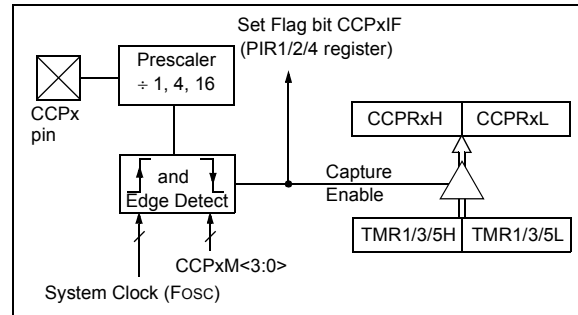 Set Flag bit CCPxIF
(PIR1/2/4 register)
Prescaler
÷ 1, 4, 16
CCPx
pin
CCPRxH
CCPRxL
and
Edge Detect
Capture
Enable
TMR1/3/5H
TMR1/3/5L
CCPxM<3:0>
System Clock (FOSC)